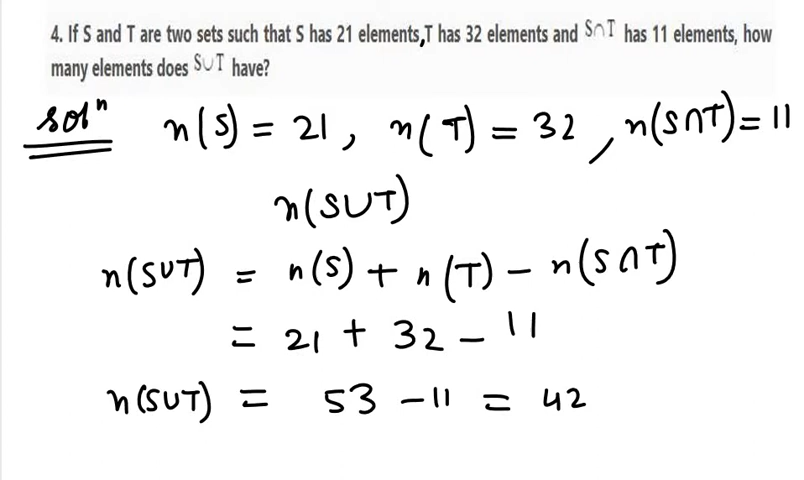 4. If S and T are two sets such that S has 21 elements,T has 32 elements and S∩T has 11 elements, how
many elements does S∪T have?
Solⁿ n(S) = 21, n(T) = 32, n(S∩T)= 11
n(S∪T)
n(S∪T) = n(S) + n(T) − n(S∩T)
= 21 + 32 − 11
n(S∪T) = 53 − 11 = 42